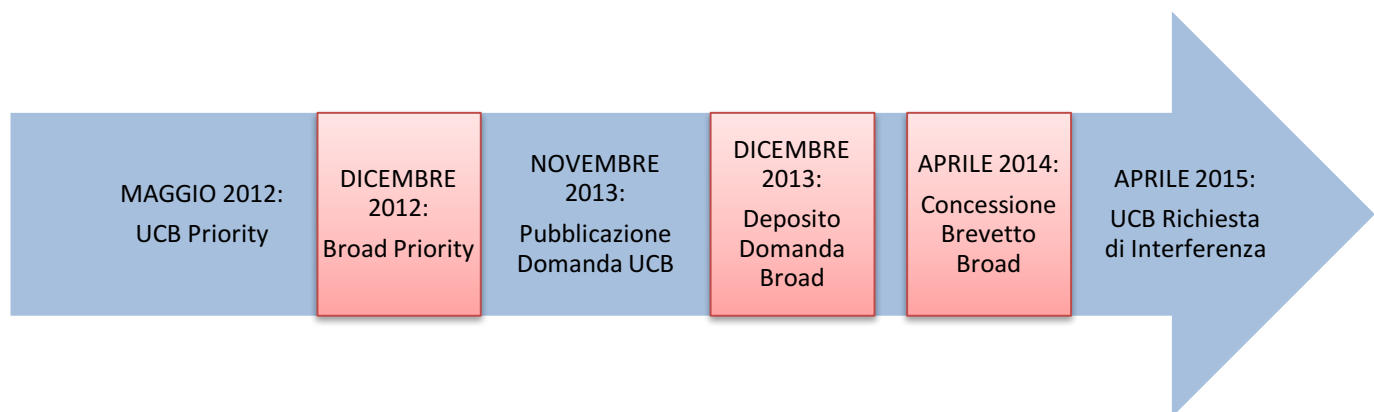 MAGGIO 2012:
UCB Priority
DICEMBRE
2012:
Broad Priority
NOVEMBRE
2013:
Pubblicazione
Domanda UCB
DICEMBRE
2013:
Deposito
Domanda
Broad
APRILE 2014:
Concessione
Brevetto
Broad
APRILE 2015:
UCB Richiesta
di Interferenza